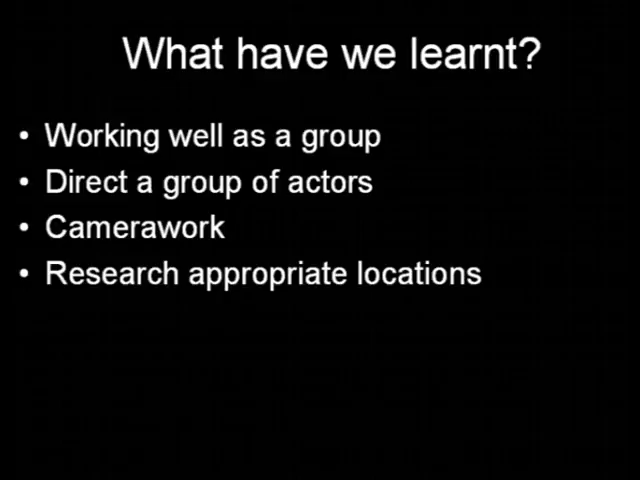 What have we learnt?
• Working well as a group
• Direct a group of actors
• Camerawork
• Research appropriate locations